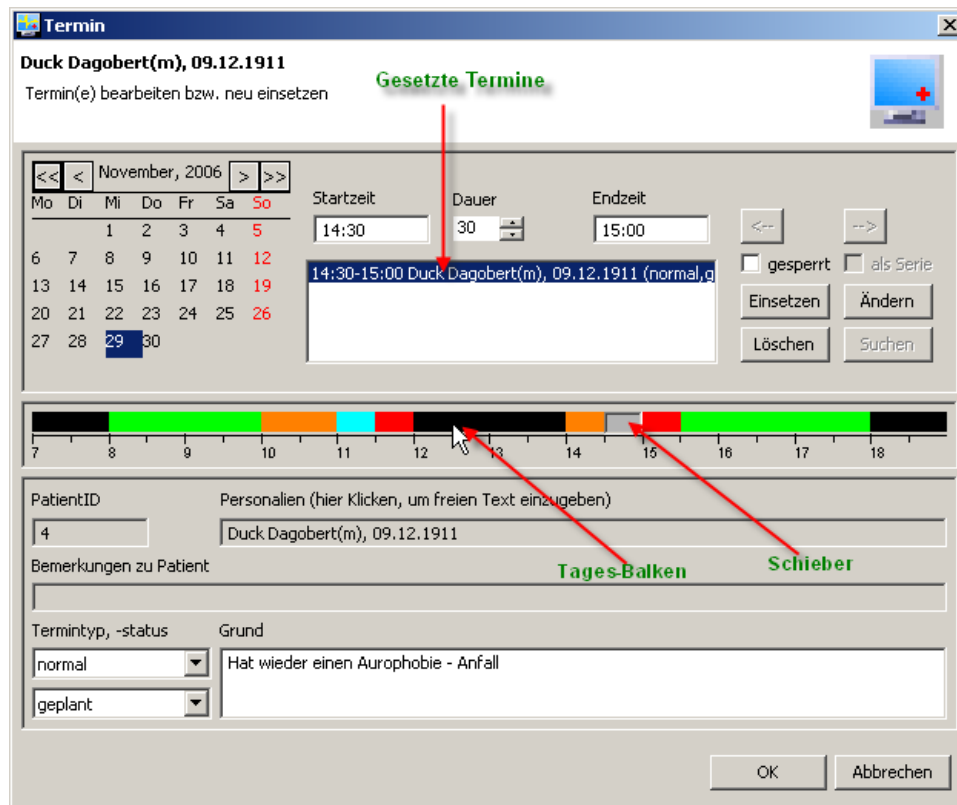 Termin
Duck Dagobert(m), 09.12.1911
Termin(e) bearbeiten bzw. neu einsetzen
Gesetzte Termine
<< < November, 2006 > >>
Mo Di Mi Do Fr Sa So
1 2 3 4 5
6 7 8 9 10 11 12
13 14 15 16 17 18 19
20 21 22 23 24 25 26
27 28 29 30
Startzeit Dauer Endzeit
14:30 30 15:00
<-- -->
14:30-15:00 Duck Dagobert(m), 09.12.1911 (normal,g
gesperrt als Serie
Einsetzen Ändern
Löschen Suchen
7 8 9 10 11 12 13 14 15 16 17 18
PatientID Personalien (hier Klicken, um freien Text einzugeben)
4 Duck Dagobert(m), 09.12.1911
Bemerkungen zu Patient
Tages-Balken Schieber
Termintyp, -status Grund
normal Hat wieder einen Aurophobie - Anfall
geplant
OK Abbrechen